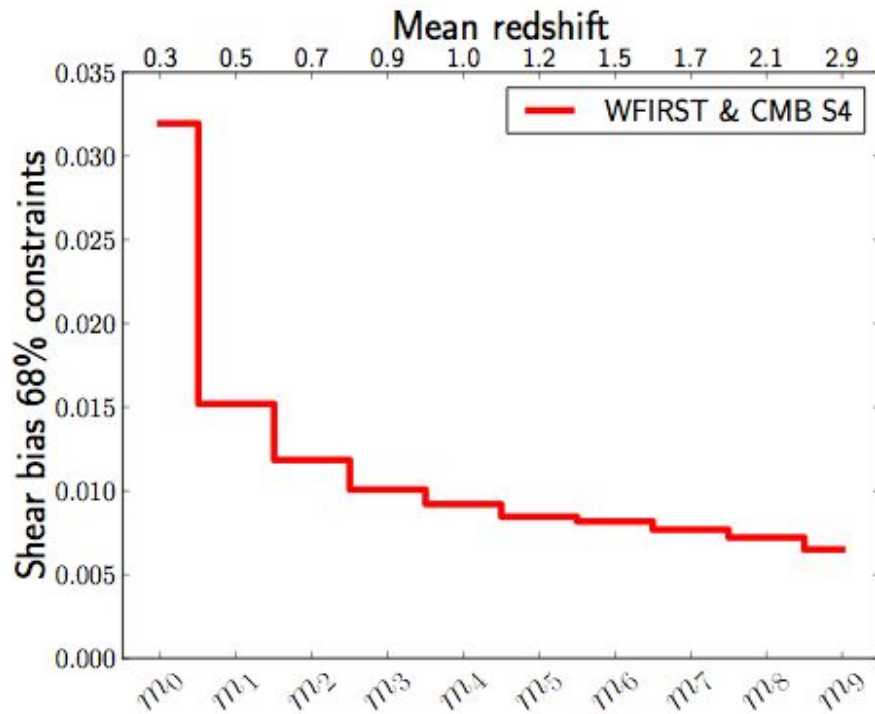 Mean redshift
0.3 0.5 0.7 0.9 1.0 1.2 1.5 1.7 2.1 2.9
WFIRST & CMB S4
Shear bias 68% constraints
0.035
0.030
0.025
0.020
0.015
0.010
0.005
0.000
m₀ m₁ m₂ m₃ m₄ m₅ m₆ m₇ m₈ m₉